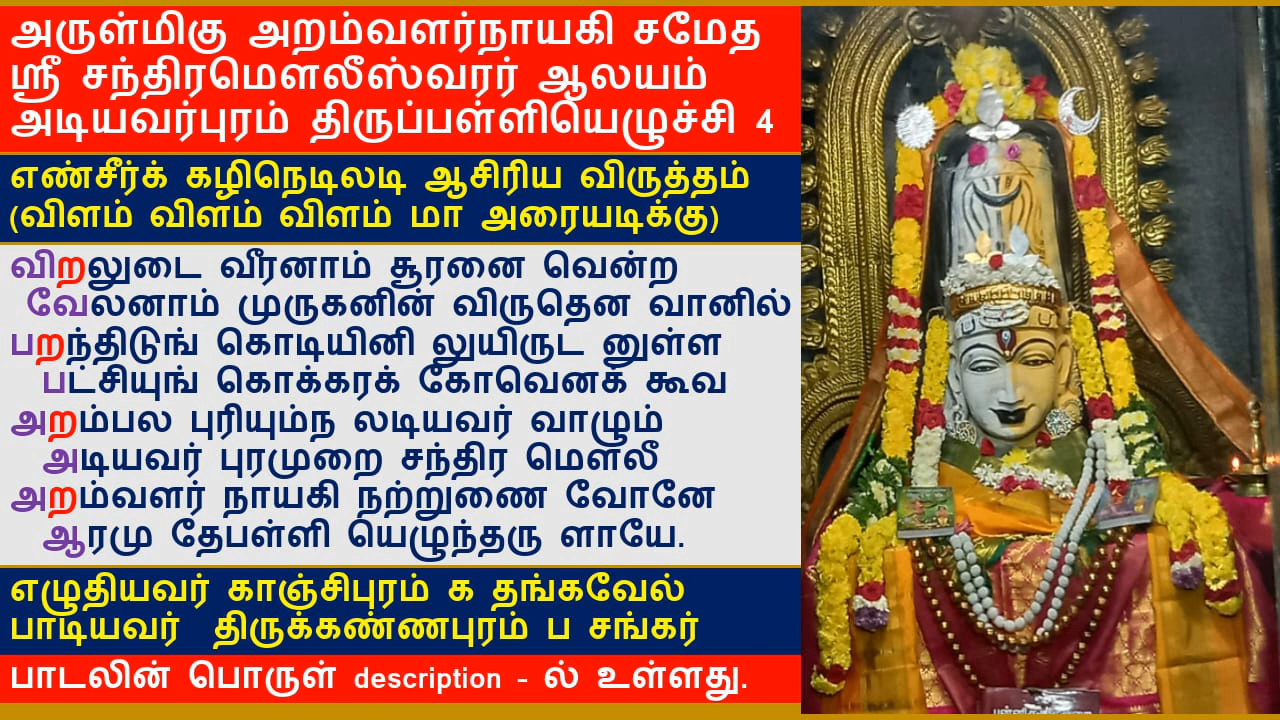 அருள்மிகு அறம்வளர்நாயகி சமேத
ஸ்ரீ சந்திரமௌலீஸ்வரர் ஆலயம்
அடியவர்புரம் திருப்பள்ளியெழுச்சி 4
எண்சீர்க் கழிநெடிலடி ஆசிரிய விருத்தம்
(விளம் விளம் விளம் மா அரையடிக்கு)
விறலுடை வீரனாம் சூரனை வென்ற
வேலனாம் முருகனின் விருதென வானில்
பறந்திடுங் கொடியினி லுயிருட னுள்ள
பட்சியுங் கொக்கரக் கோவெனக் கூவ
அறம்பல புரியும்ந லடியவர் வாழும்
அடியவர் புரமுறை சந்திர மௌலீ
அறம்வளர் நாயகி நற்றுணை வோனே
ஆரமு தேபள்ளி யெழுந்தரு ளாயே.
எழுதியவர் காஞ்சிபுரம் க தங்கவேல்
பாடியவர் திருக்கண்ணபுரம் ப சங்கர்
பாடலின் பொருள் description - ல் உள்ளது.